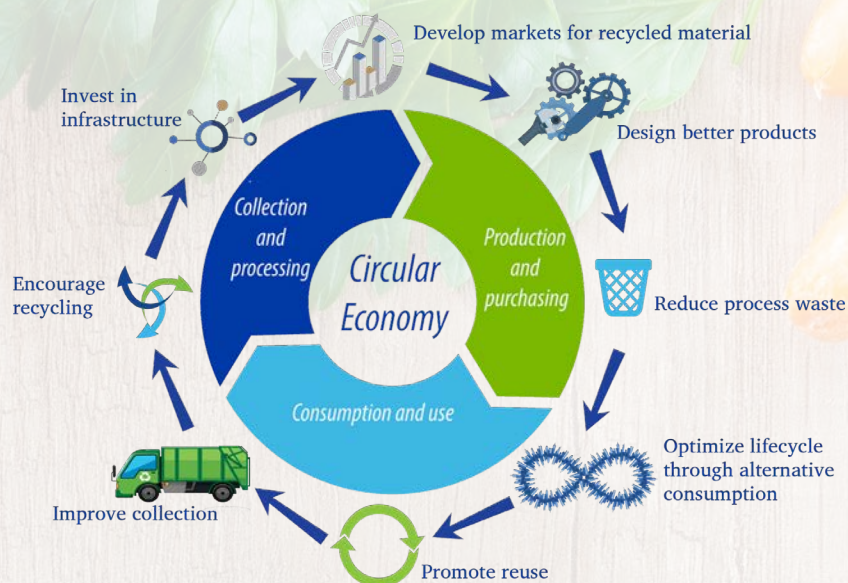 Develop markets for recycled material
Invest in
infrastructure
Design better products
Collection
and
processing
Production
and
purchasing
Circular
Economy
Encourage
recycling
Reduce process waste
Consumption and use
Optimize lifecycle
through alternative
consumption
Improve collection
Promote reuse